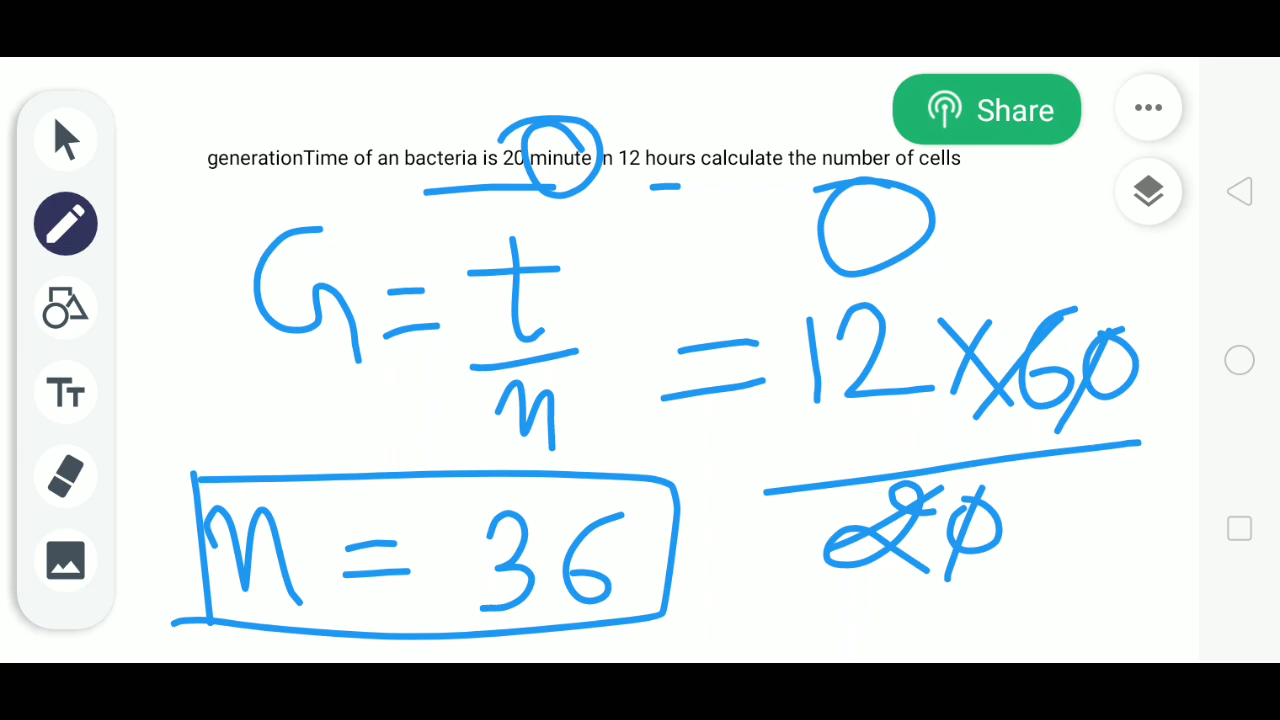 Share
generationTime of an bacteria is 20 minute in 12 hours calculate the number of cells
G = t/n = 12 × 60/20
n = 36
TT